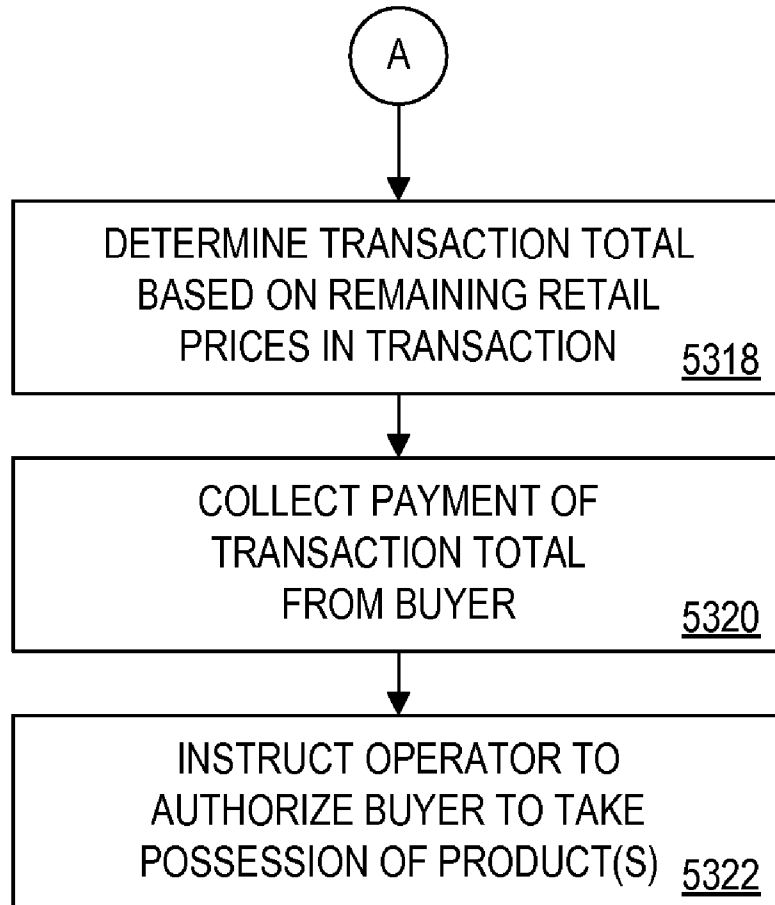 A
DETERMINE TRANSACTION TOTAL
BASED ON REMAINING RETAIL
PRICES IN TRANSACTION
5318
COLLECT PAYMENT OF
TRANSACTION TOTAL
FROM BUYER
5320
INSTRUCT OPERATOR TO
AUTHORIZE BUYER TO TAKE
POSSESSION OF PRODUCT(S)
5322